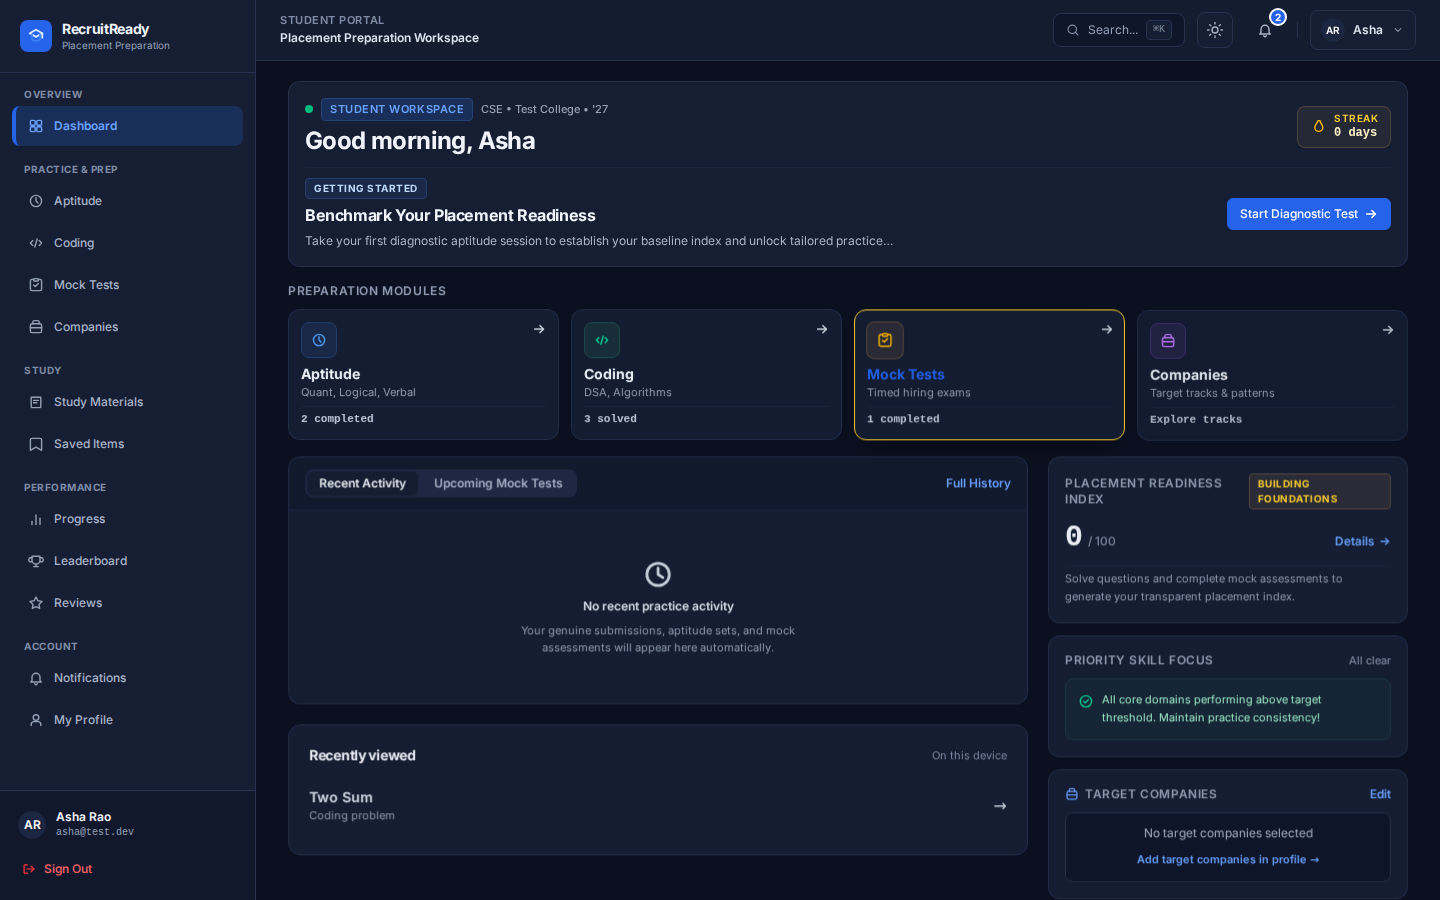 RecruitReady
Placement Preparation
OVERVIEW
Dashboard
PRACTICE & PREP
Aptitude
Coding
Mock Tests
Companies
STUDY
Study Materials
Saved Items
PERFORMANCE
Progress
Leaderboard
Reviews
ACCOUNT
Notifications
My Profile
AR
Asha Rao
asha@test.dev
Sign Out
STUDENT PORTAL
Placement Preparation Workspace
Search... ⌘K
2
AR Asha
STUDENT WORKSPACE CSE • Test College • '27
Good morning, Asha
STREAK
0 days
GETTING STARTED
Benchmark Your Placement Readiness
Take your first diagnostic aptitude session to establish your baseline index and unlock tailored practice...
Start Diagnostic Test →
PREPARATION MODULES
→
Aptitude
Quant, Logical, Verbal
2 completed
→
Coding
DSA, Algorithms
3 solved
→
Mock Tests
Timed hiring exams
1 completed
→
Companies
Target tracks & patterns
Explore tracks
Recent Activity Upcoming Mock Tests Full History
No recent practice activity
Your genuine submissions, aptitude sets, and mock
assessments will appear here automatically.
Recently viewed On this device
Two Sum
Coding problem
→
PLACEMENT READINESS
INDEX
BUILDING
FOUNDATIONS
0 / 100 Details →
Solve questions and complete mock assessments to
generate your transparent placement index.
PRIORITY SKILL FOCUS All clear
All core domains performing above target
threshold. Maintain practice consistency!
TARGET COMPANIES Edit
No target companies selected
Add target companies in profile →